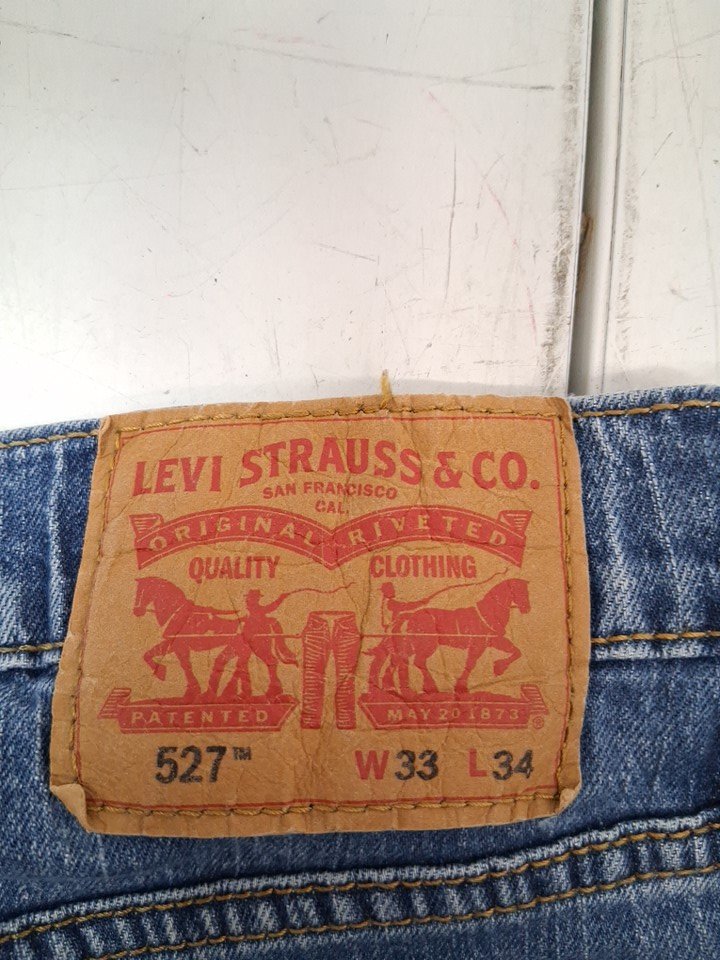 LEVI STRAUSS & CO.
SAN FRANCISCO
CAL.
ORIGINAL RIVETED
QUALITY CLOTHING
PATENTED MAY 20 1873 ®
527™ W33 L34